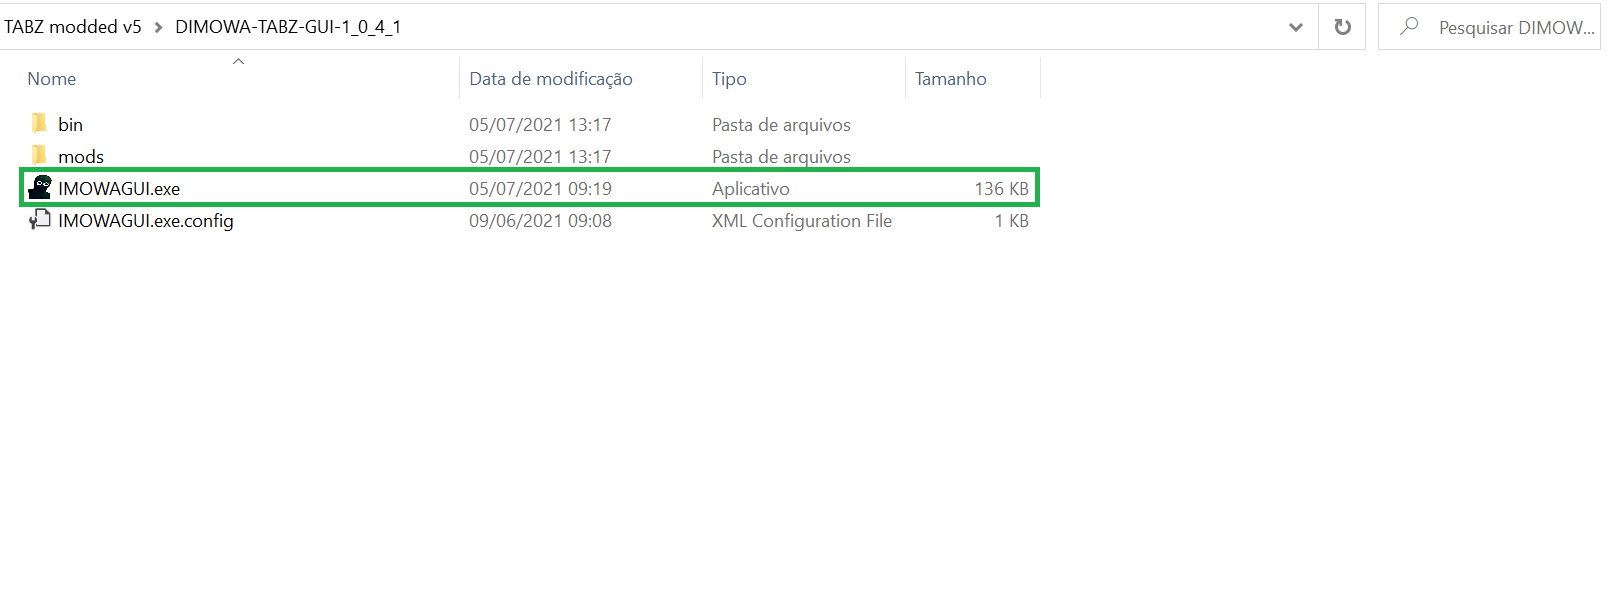 TABZ modded v5 > DIMOWA-TABZ-GUI-1_0_4_1 Pesquisar DIMOW...
Nome Data de modificação Tipo Tamanho
bin 05/07/2021 13:17 Pasta de arquivos
mods 05/07/2021 13:17 Pasta de arquivos
IMOWAGUI.exe 05/07/2021 09:19 Aplicativo 136 KB
IMOWAGUI.exe.config 09/06/2021 09:08 XML Configuration File 1 KB